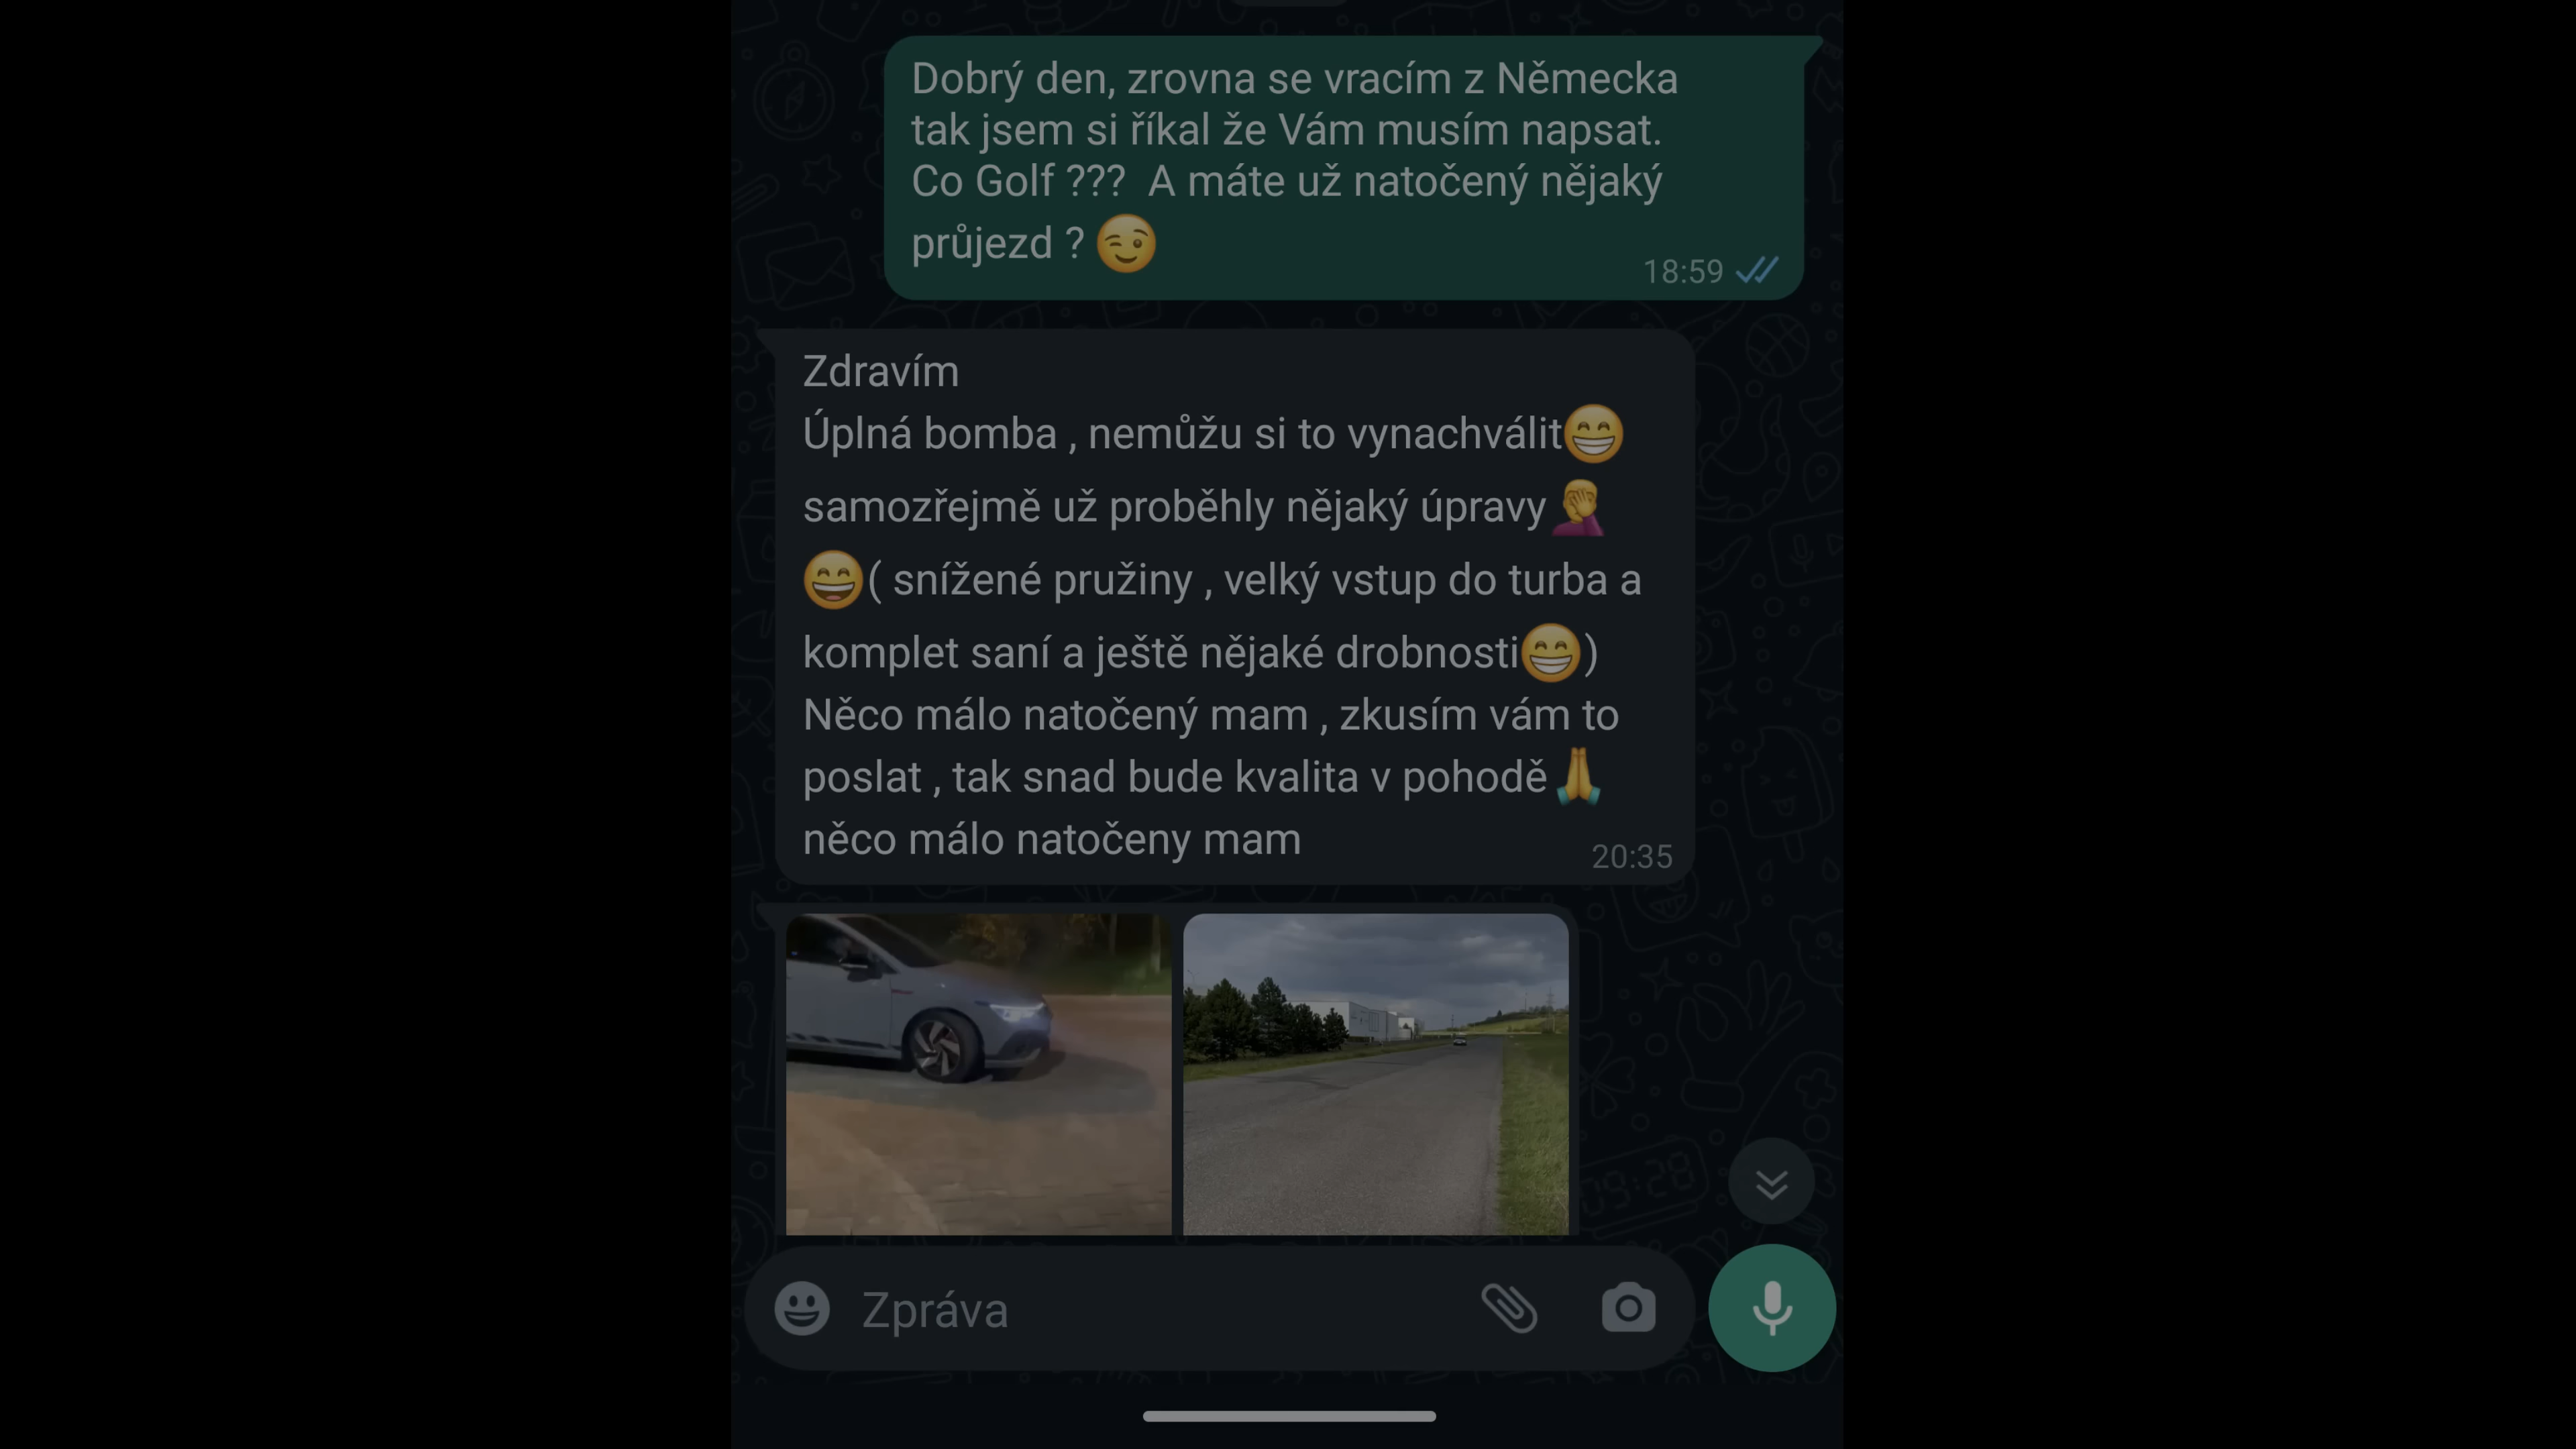 Dobrý den, zrovna se vracím z Německa
tak jsem si říkal že Vám musím napsat.
Co Golf ???  A máte už natočený nějaký
průjezd ? 😉
18:59
Zdravím
Úplná bomba , nemůžu si to vynachválit😁
samozřejmě už proběhly nějaký úpravy🤦
😄( snížené pružiny , velký vstup do turba a
komplet saní a ještě nějaké drobnosti😁)
Něco málo natočený mam , zkusím vám to
poslat , tak snad bude kvalita v pohodě🙏
něco málo natočeny mam
20:35
Zpráva